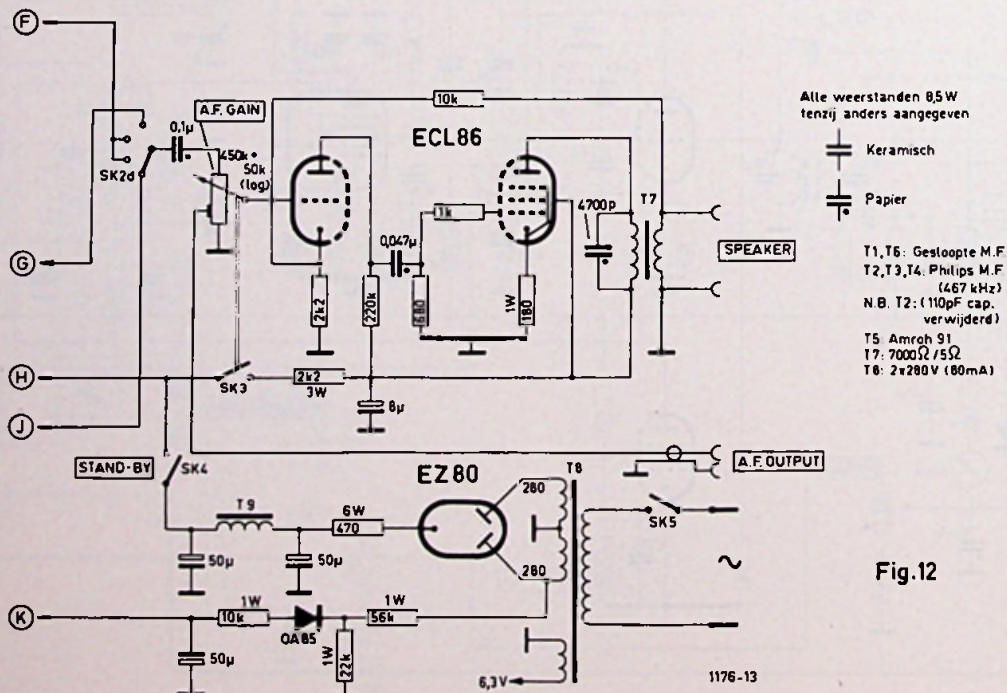 F
A.F. GAIN
0,1µ
450k +
50k
(log)
SK2d
G
H
J
10k
ECL86
1k
0,047µ
2k2
220k
680
1W
180
4700p
T7
SPEAKER
SK3
2k2
3W
8µ
STAND-BY
SK4
T9
50µ
50µ
6W
470
EZ80
280
280
T8
A.F. OUTPUT
SK5
~
K
50µ
1W
10k
OA85
1W
22k
1W
56k
6,3V
Alle weerstanden 8,5W
tenzij anders aangegeven
Keramisch
Papier
T1,T6: Gesloopte M.F.
T2,T3,T4: Philips M.F.
(467 kHz)
N.B. T2: (110pF cap.
verwijderd)
T5: Amroh 91
T7: 7000Ω/5Ω
T8: 2x280V (80mA)
Fig.12
1176-13